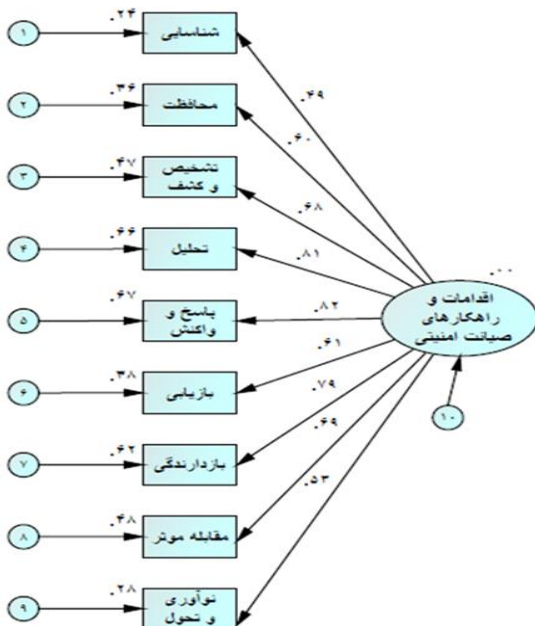 ۱
.۲۴
شناسایی
.۴۹
۲
.۳۶
محافظت
.۶۰
۳
.۴۷
تشخیص
و کشف
.۶۸
۴
.۶۶
تحلیل
.۸۱
۵
.۶۷
پاسخ و
واکنش
.۸۲
۶
.۳۸
بازیابی
.۶۱
۷
.۶۲
بازدارندگی
.۷۹
۸
.۴۸
مقابله موثر
.۶۹
۹
.۲۸
نوآوری
و تحول
.۵۳
.۰۰
اقدامات و
راهکارهای
صیانت امنیتی
۱۰